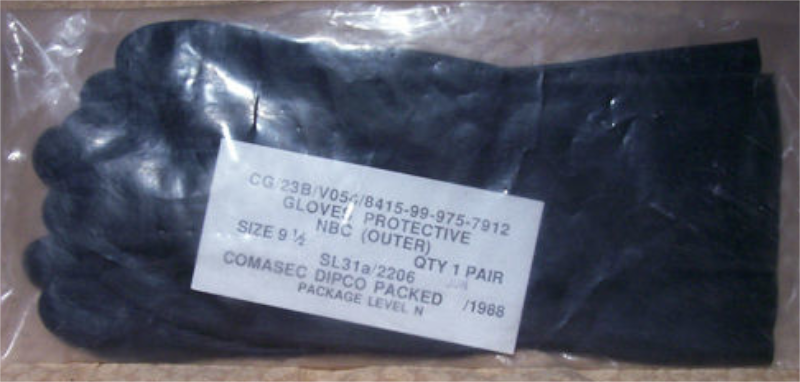 CG/23B/V054/8415-99-975-7912
GLOVES PROTECTIVE
NBC (OUTER)
SIZE 9 ½ QTY 1 PAIR
SL31a/2206
COMASEC DIPCO PACKED JUN /1988
PACKAGE LEVEL N